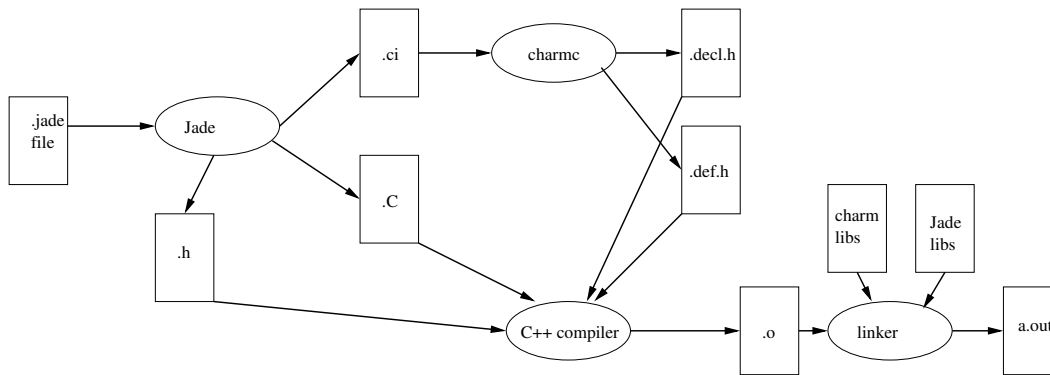 .jade
file
Jade
.ci
charmc
.decl.h
.def.h
.C
.h
C++ compiler
.o
charm
libs
Jade
libs
linker
a.out